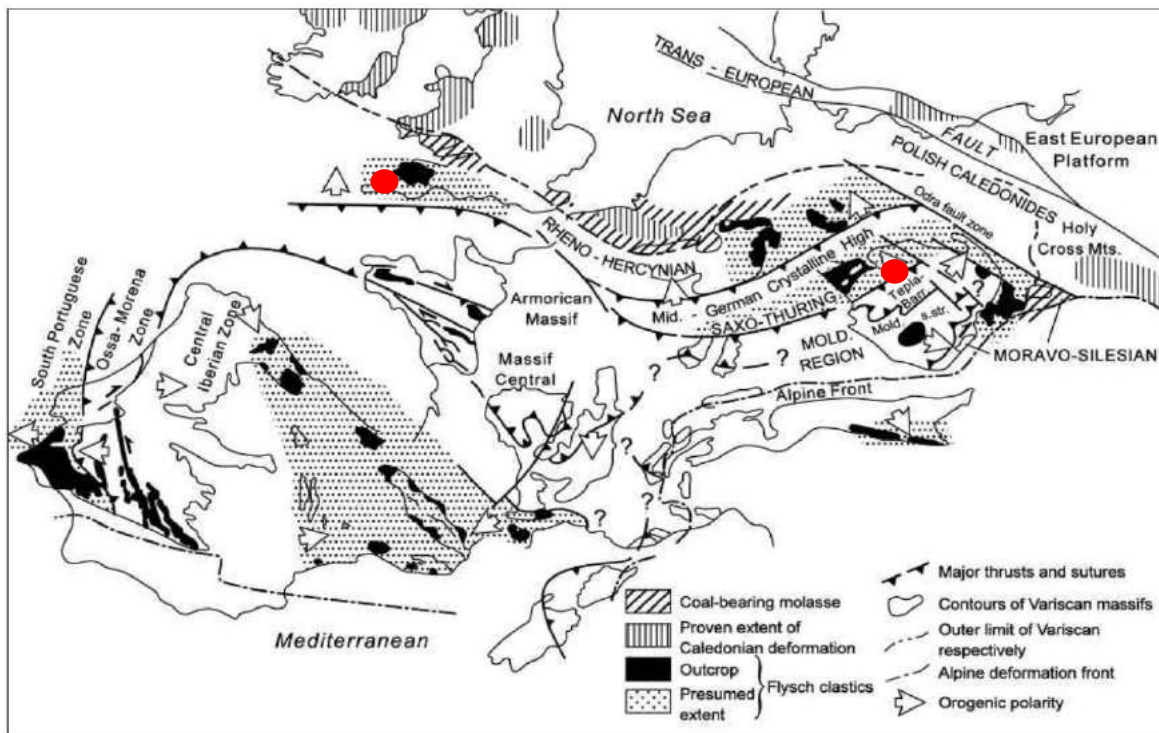 TRANS - EUROPEAN
FAULT
North Sea
East European
Platform
POLISH CALEDONIDES
Odra fault zone
Holy
Cross Mts.
RHENO - HERCYNIAN
Mid. - German Crystalline High
SAXO-THURING.
Tepla-
Barr.
Mold.
s.str.
MOLD.
REGION
?
?
MORAVO-SILESIAN
Alpine Front
South Portuguese
Zone
Ossa-Morena
Zone
Central
Iberian Zone
Armorican
Massif
Massif
Central
?
?
?
?
Mediterranean
Coal-bearing molasse
Proven extent of
Caledonian deformation
Outcrop
Presumed
extent
Flysch clastics
Major thrusts and sutures
Contours of Variscan massifs
Outer limit of Variscan
respectively
Alpine deformation front
Orogenic polarity